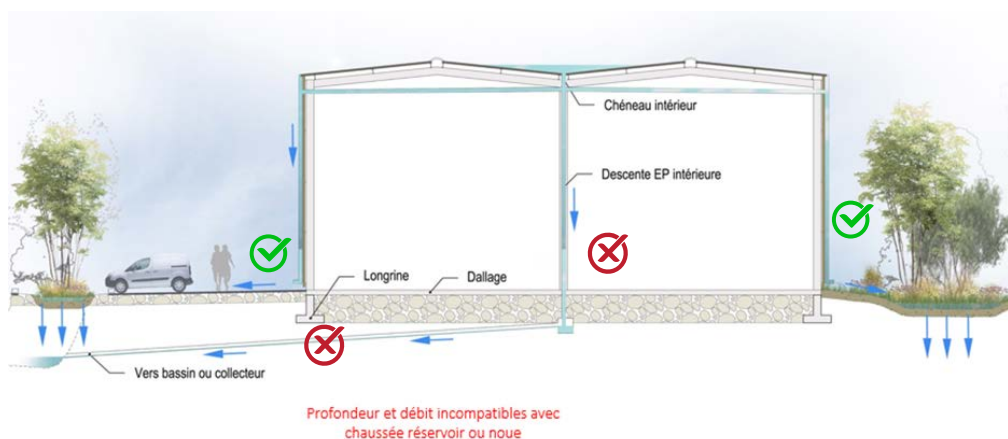 Chéneau intérieur
Descente EP intérieure
Longrine
Dallage
Vers bassin ou collecteur
Profondeur et débit incompatibles avec
chaussée réservoir ou noue